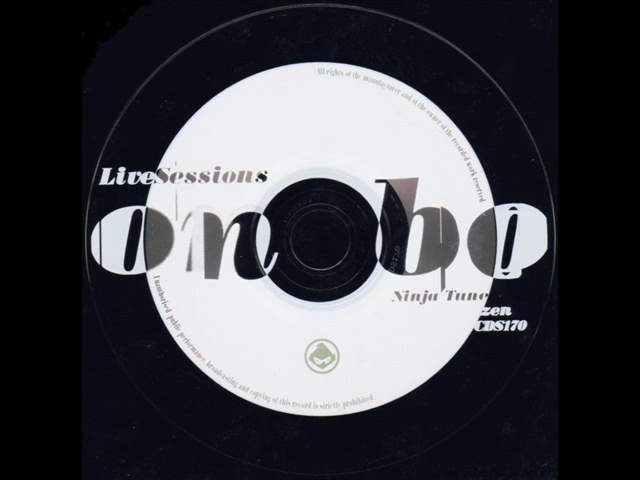 All rights of the manufacturer and of the owner of the recorded work reserved
LiveSessions
onobo
Ninja Tune
zen
CDS170
Unauthorised public performance, broadcasting and copying of this record is strictly prohibited.